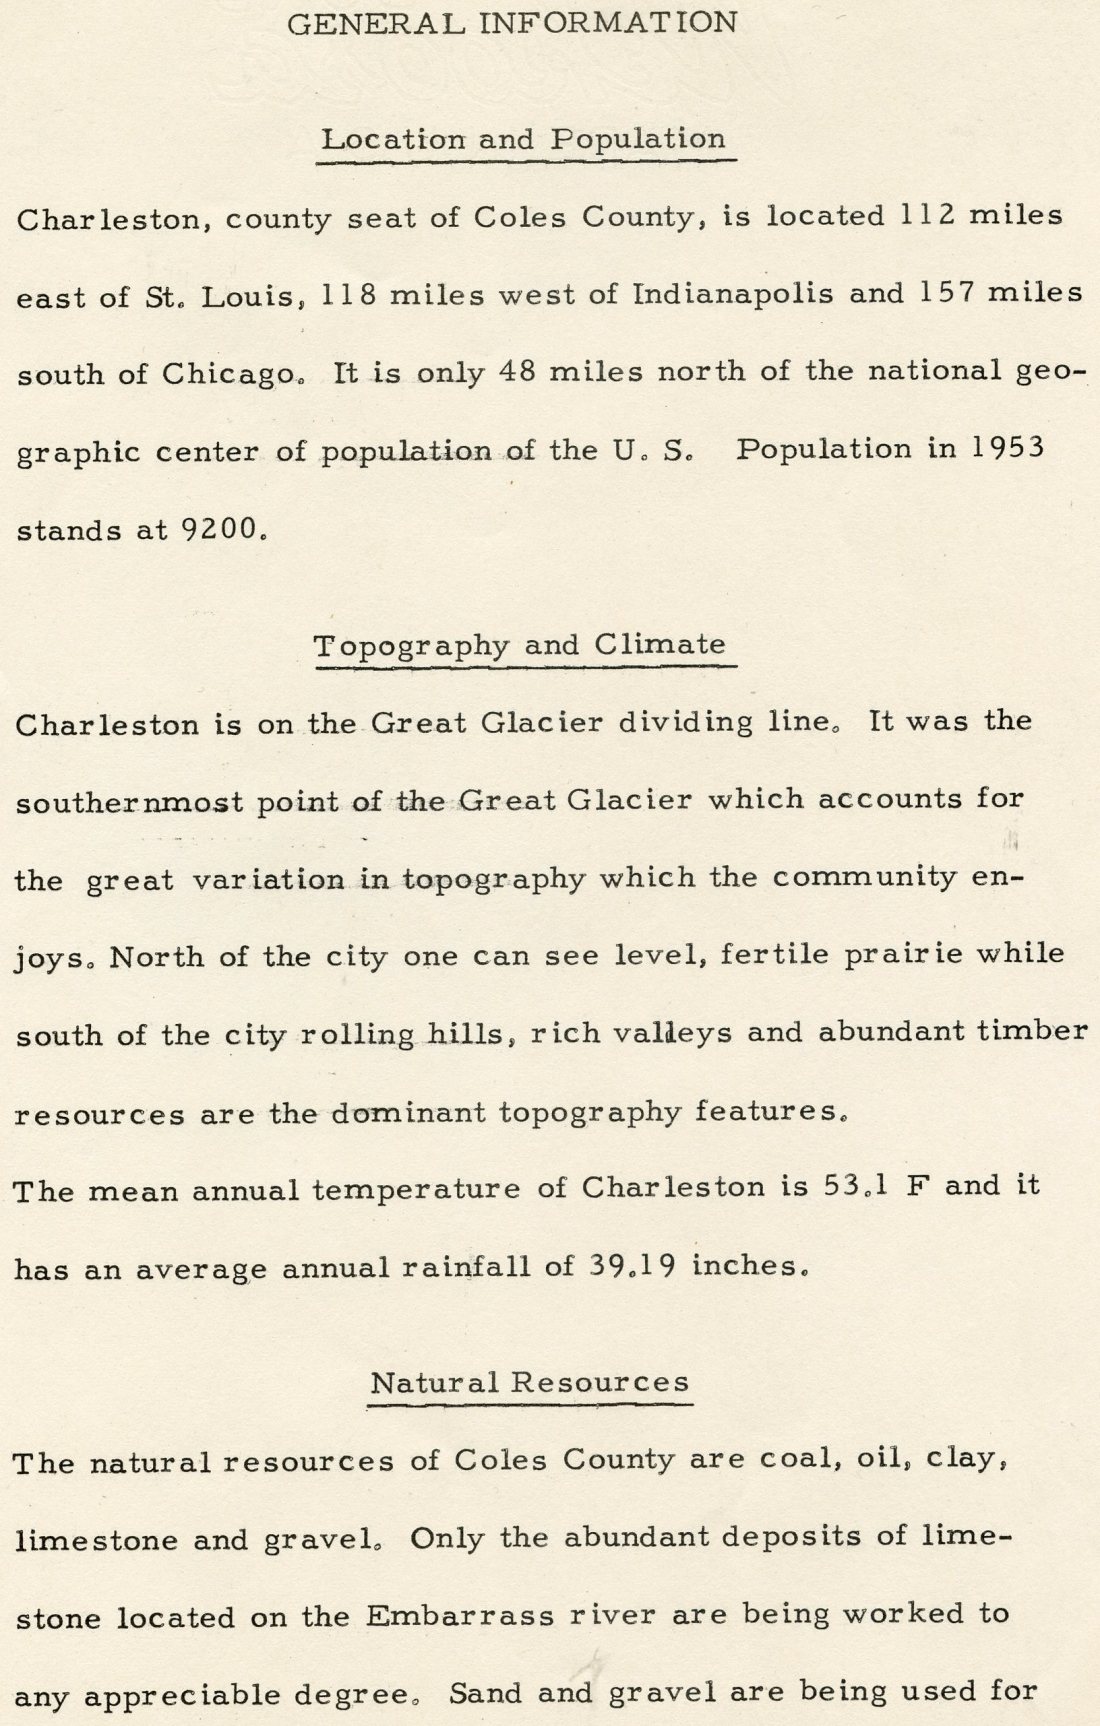 GENERAL INFORMATION
Location and Population
Charleston, county seat of Coles County, is located 112 miles
east of St. Louis, 118 miles west of Indianapolis and 157 miles
south of Chicago. It is only 48 miles north of the national geo-
graphic center of population of the U. S. Population in 1953
stands at 9200.
Topography and Climate
Charleston is on the Great Glacier dividing line. It was the
southernmost point of the Great Glacier which accounts for
the great variation in topography which the community en-
joys. North of the city one can see level, fertile prairie while
south of the city rolling hills, rich valleys and abundant timber
resources are the dominant topography features.
The mean annual temperature of Charleston is 53.1 F and it
has an average annual rainfall of 39.19 inches.
Natural Resources
The natural resources of Coles County are coal, oil, clay,
limestone and gravel. Only the abundant deposits of lime-
stone located on the Embarrass river are being worked to
any appreciable degree. Sand and gravel are being used for